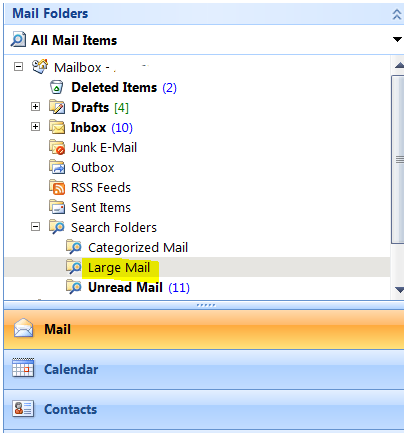 Mail Folders
All Mail Items
Mailbox -
Deleted Items (2)
Drafts [4]
Inbox (10)
Junk E-Mail
Outbox
RSS Feeds
Sent Items
Search Folders
Categorized Mail
Large Mail
Unread Mail (11)
Mail
Calendar
Contacts